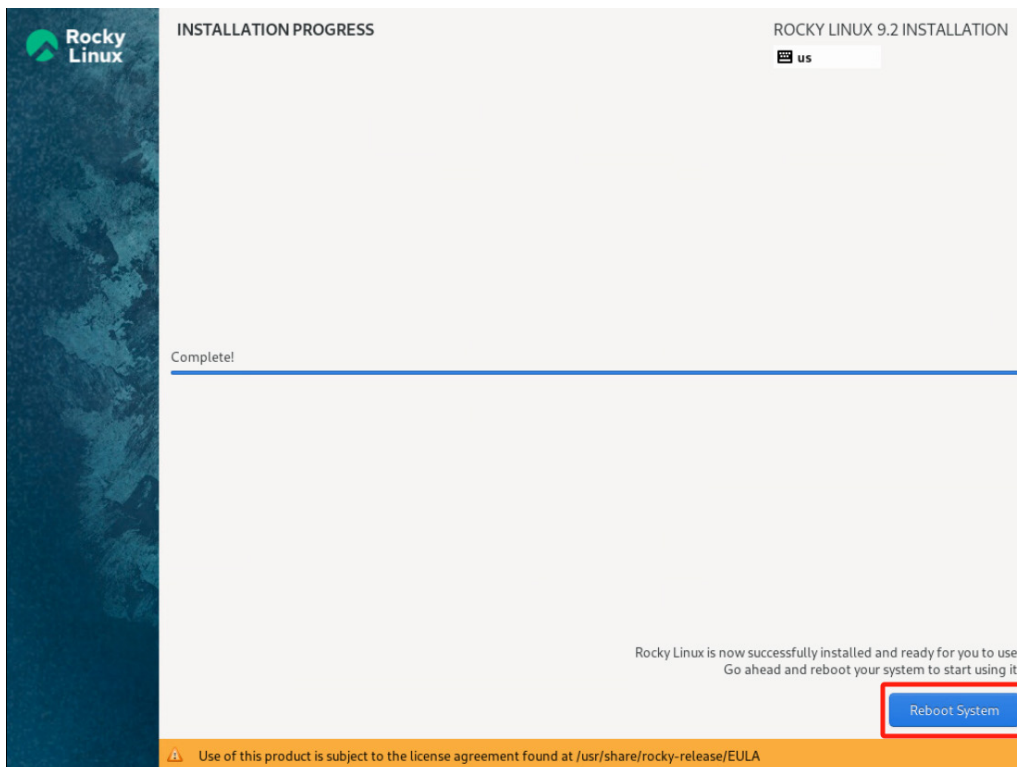 Rocky
Linux
INSTALLATION PROGRESS
ROCKY LINUX 9.2 INSTALLATION
us
Complete!
Rocky Linux is now successfully installed and ready for you to use
Go ahead and reboot your system to start using it
Reboot System
Use of this product is subject to the license agreement found at /usr/share/rocky-release/EULA